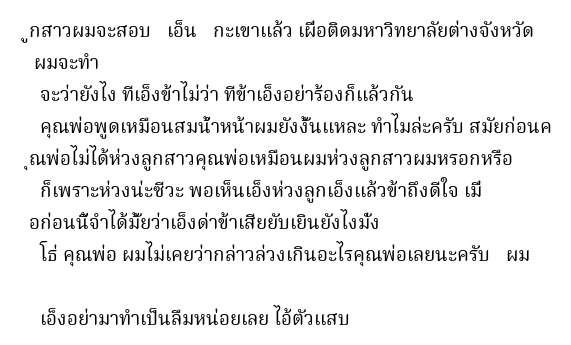 ูกสาวผมจะสอบ เอ็น กะเขาแล้ว เผื่อติดมหาวิทยาลัยต่างจังหวัด
ผมจะทำ
จะว่ายังไง ทีเอ็งข้าไม่ว่า ทีข้าเอ็งอย่าร้องก็แล้วกัน
คุณพ่อพูดเหมือนสมน้ำหน้าผมยังงั้นแหละ ทำไมล่ะครับ สมัยก่อนค
ุณพ่อไม่ได้ห่วงลูกสาวคุณพ่อเหมือนผมห่วงลูกสาวผมหรอกหรือ
ก็เพราะห่วงน่ะซีวะ พอเห็นเอ็งห่วงลูกเอ็งแล้วข้าถึงดีใจ เมื่
อก่อนนี้จำได้มั้ยว่าเอ็งด่าข้าเสียยับเยินยังไงมั่ง
โธ่ คุณพ่อ ผมไม่เคยว่ากล่าวล่วงเกินอะไรคุณพ่อเลยนะครับ ผม
เอ็งอย่ามาทำเป็นลืมหน่อยเลย ไอ้ตัวแสบ